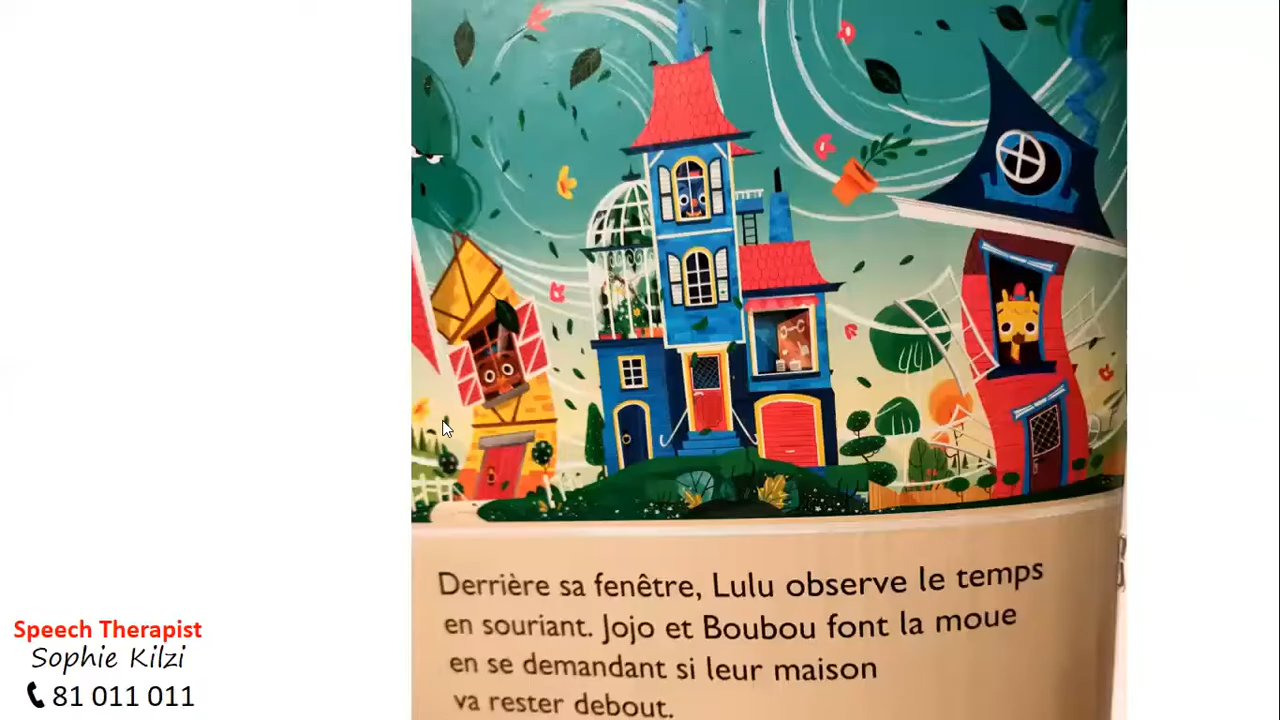 Derrière sa fenêtre, Lulu observe le temps
en souriant. Jojo et Boubou font la moue
en se demandant si leur maison
va rester debout.
Speech Therapist
Sophie Kilzi
81 011 011